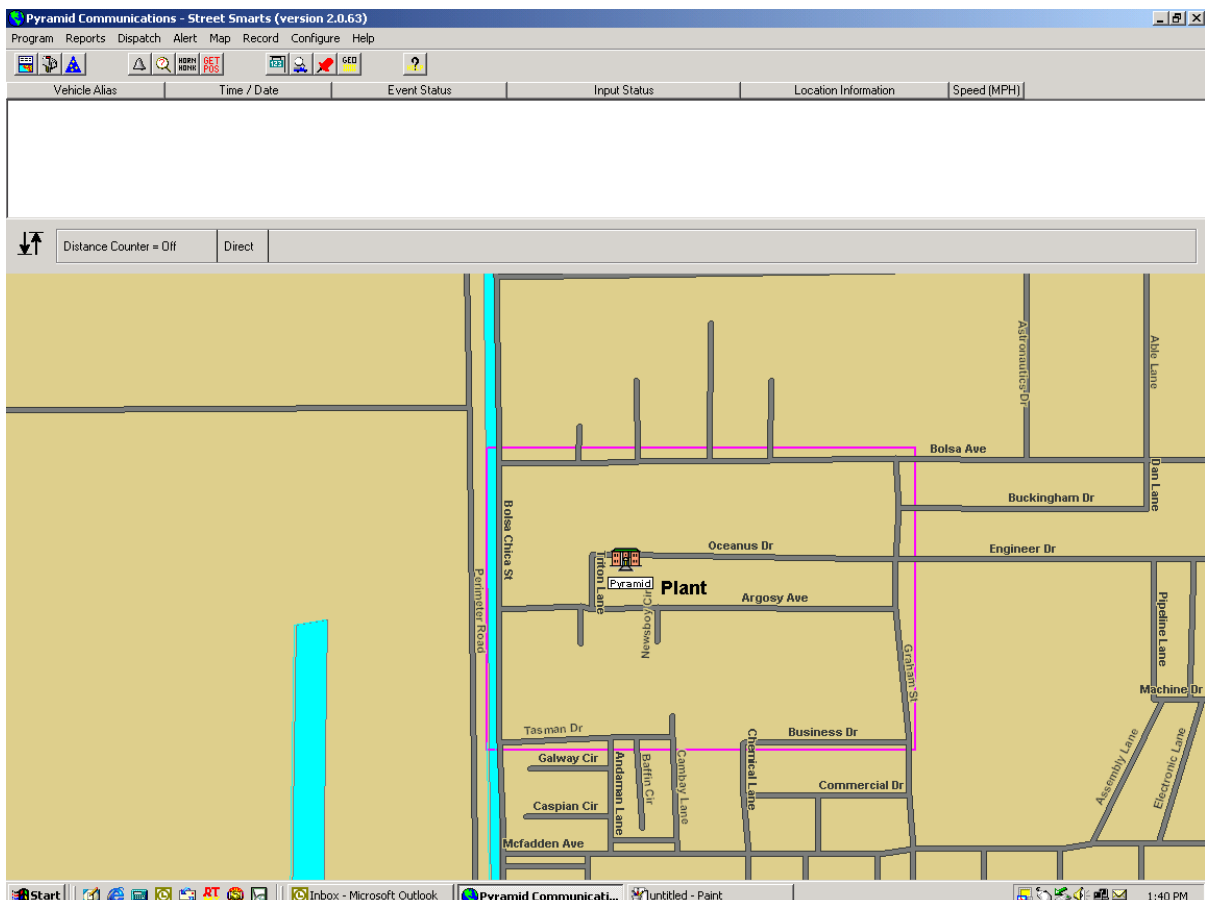 Pyramid Communications - Street Smarts (version 2.0.63)
Program Reports Dispatch Alert Map Record Configure Help
HORN HONK GET POS GEO ?
Vehicle Alias Time / Date Event Status Input Status Location Information Speed (MPH)
Distance Counter = Off Direct
Astronautics Dr
Able Lane
Bolsa Ave
Dan Lane
Buckingham Dr
Bolsa Chica St
Oceanus Dr
Engineer Dr
Triton Lane
Pyramid
Plant
Perimeter Road
Argosy Ave
Newsboy Cir
Pipeline Lane
Graham St
Machine Dr
Tasman Dr
Business Dr
Galway Cir
Andaman Lane
Baffin Cir
Cambay Lane
Chemical Lane
Commercial Dr
Assembly Lane
Electronic Lane
Caspian Cir
Mcfadden Ave
Start RT Inbox - Microsoft Outlook Pyramid Communicati... untitled - Paint 1:40 PM